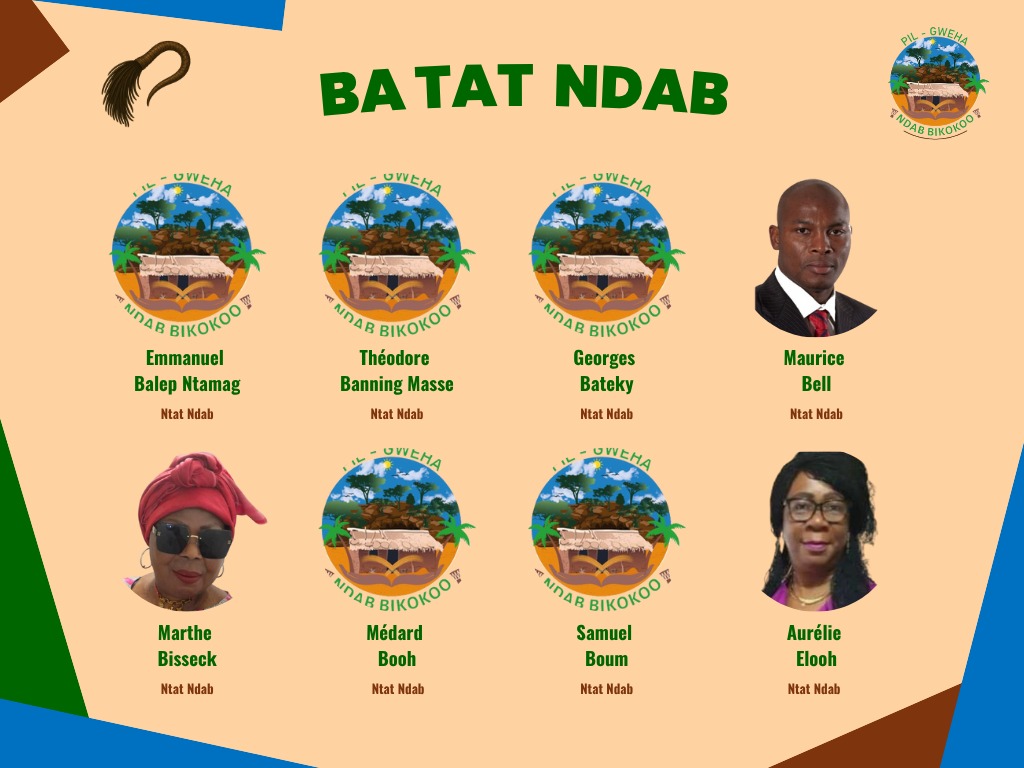 BA TAT NDAB
PIL - GWEHA
NDAB BIKOKOO
PIL - GWEHA
NDAB BIKOKOO
PIL - GWEHA
NDAB BIKOKOO
PIL - GWEHA
NDAB BIKOKOO
Emmanuel
Balep Ntamag
Ntat Ndab
Théodore
Banning Masse
Ntat Ndab
Georges
Bateky
Ntat Ndab
Maurice
Bell
Ntat Ndab
PIL - GWEHA
NDAB BIKOKOO
PIL - GWEHA
NDAB BIKOKOO
Marthe
Bisseck
Ntat Ndab
Médard
Booh
Ntat Ndab
Samuel
Boum
Ntat Ndab
Aurélie
Elooh
Ntat Ndab